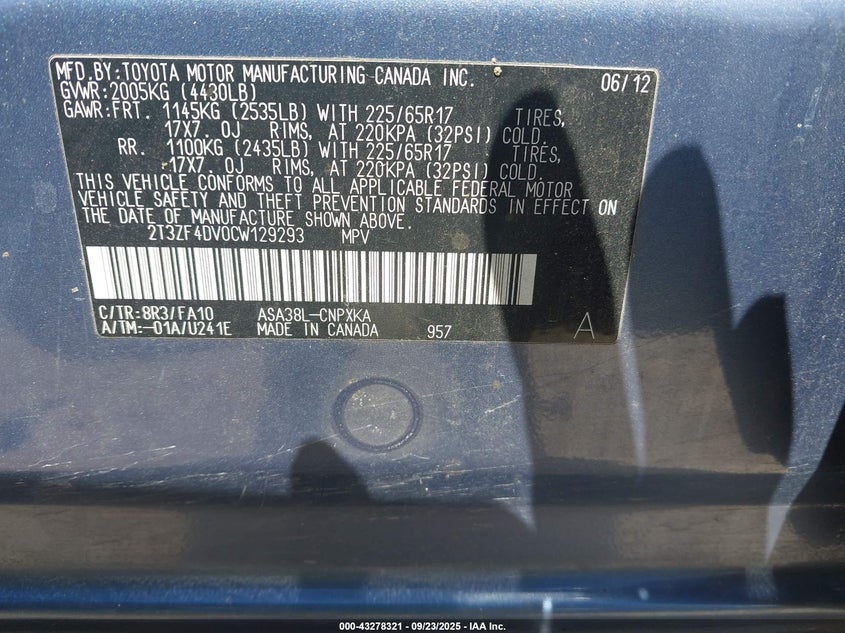 MFD.BY:TOYOTA MOTOR MANUFACTURING CANADA INC. 06/12
GVWR:2005KG (4430LB)
GAWR:FRT. 1145KG (2535LB) WITH 225/65R17 TIRES,
17X7.0J RIMS, AT 220KPA (32PSI) COLD.
RR. 1100KG (2435LB) WITH 225/65R17 TIRES,
17X7.0J RIMS, AT 220KPA (32PSI) COLD.
THIS VEHICLE CONFORMS TO ALL APPLICABLE FEDERAL MOTOR
VEHICLE SAFETY AND THEFT PREVENTION STANDARDS IN EFFECT ON
THE DATE OF MANUFACTURE SHOWN ABOVE.
2T3ZF4DV0CW129293 MPV
C/TR:8R3/FA10 ASA38L-CNPXKA
A/TM:-01A/U241E MADE IN CANADA 957 A
000-43278321 | 09/23/2025 - IAA Inc.